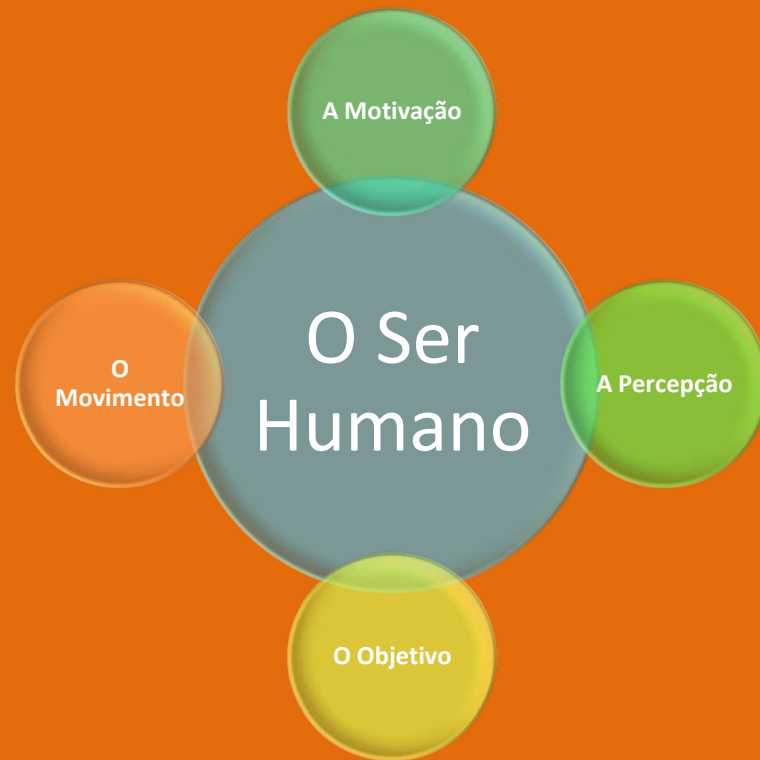 A Motivação
O Ser
Humano
O
Movimento
A Percepção
O Objetivo